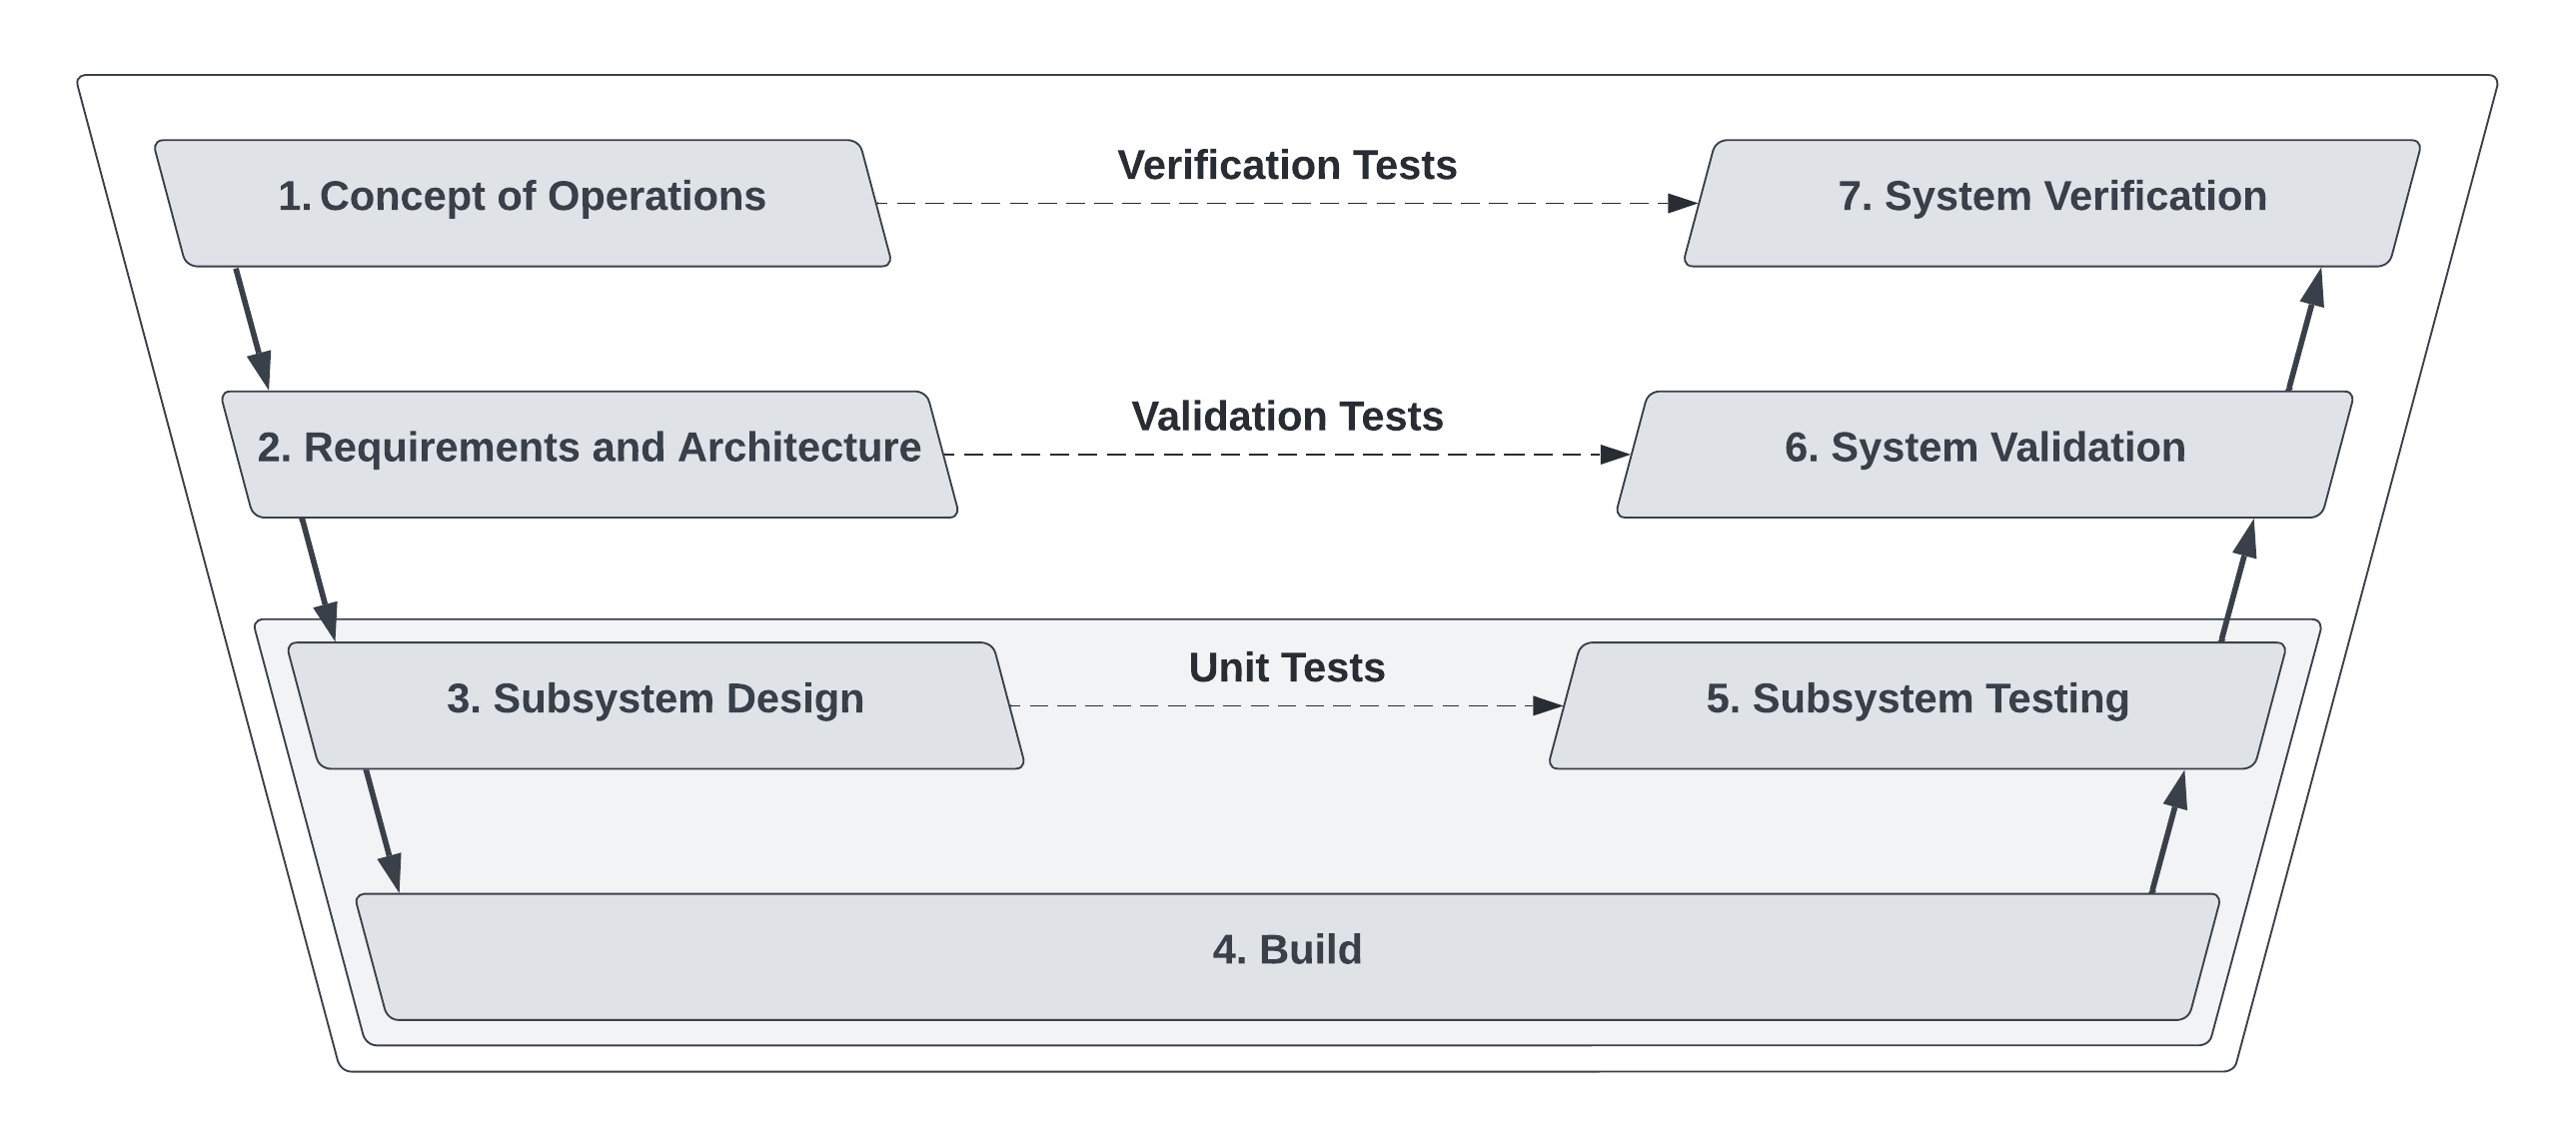 1. Concept of Operations
Verification Tests
7. System Verification
2. Requirements and Architecture
Validation Tests
6. System Validation
3. Subsystem Design
Unit Tests
5. Subsystem Testing
4. Build